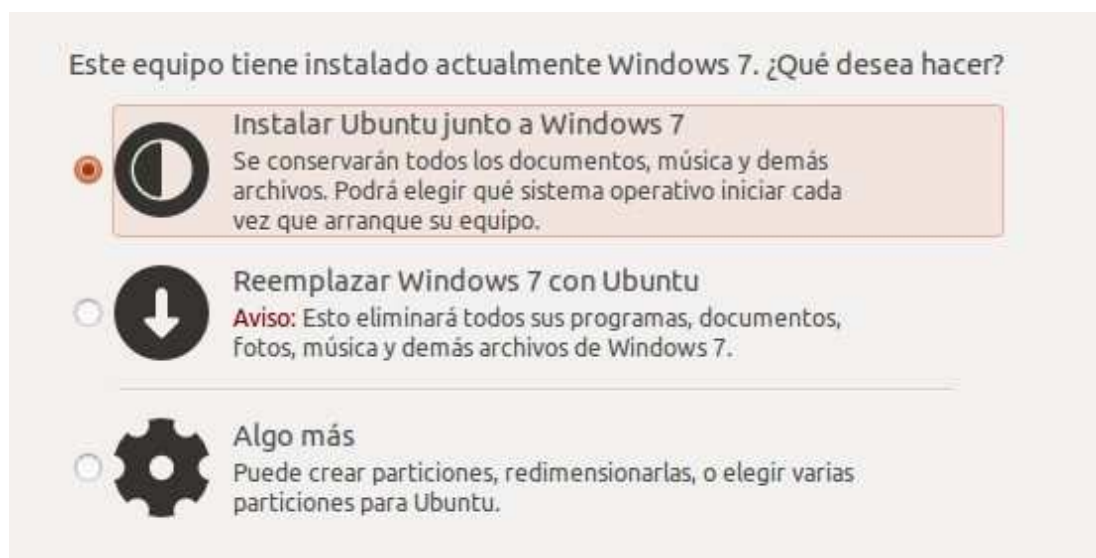 Este equipo tiene instalado actualmente Windows 7. ¿Qué desea hacer?
Instalar Ubuntu junto a Windows 7
Se conservarán todos los documentos, música y demás
archivos. Podrá elegir qué sistema operativo iniciar cada
vez que arranque su equipo.
Reemplazar Windows 7 con Ubuntu
Aviso: Esto eliminará todos sus programas, documentos,
fotos, música y demás archivos de Windows 7.
Algo más
Puede crear particiones, redimensionarlas, o elegir varias
particiones para Ubuntu.